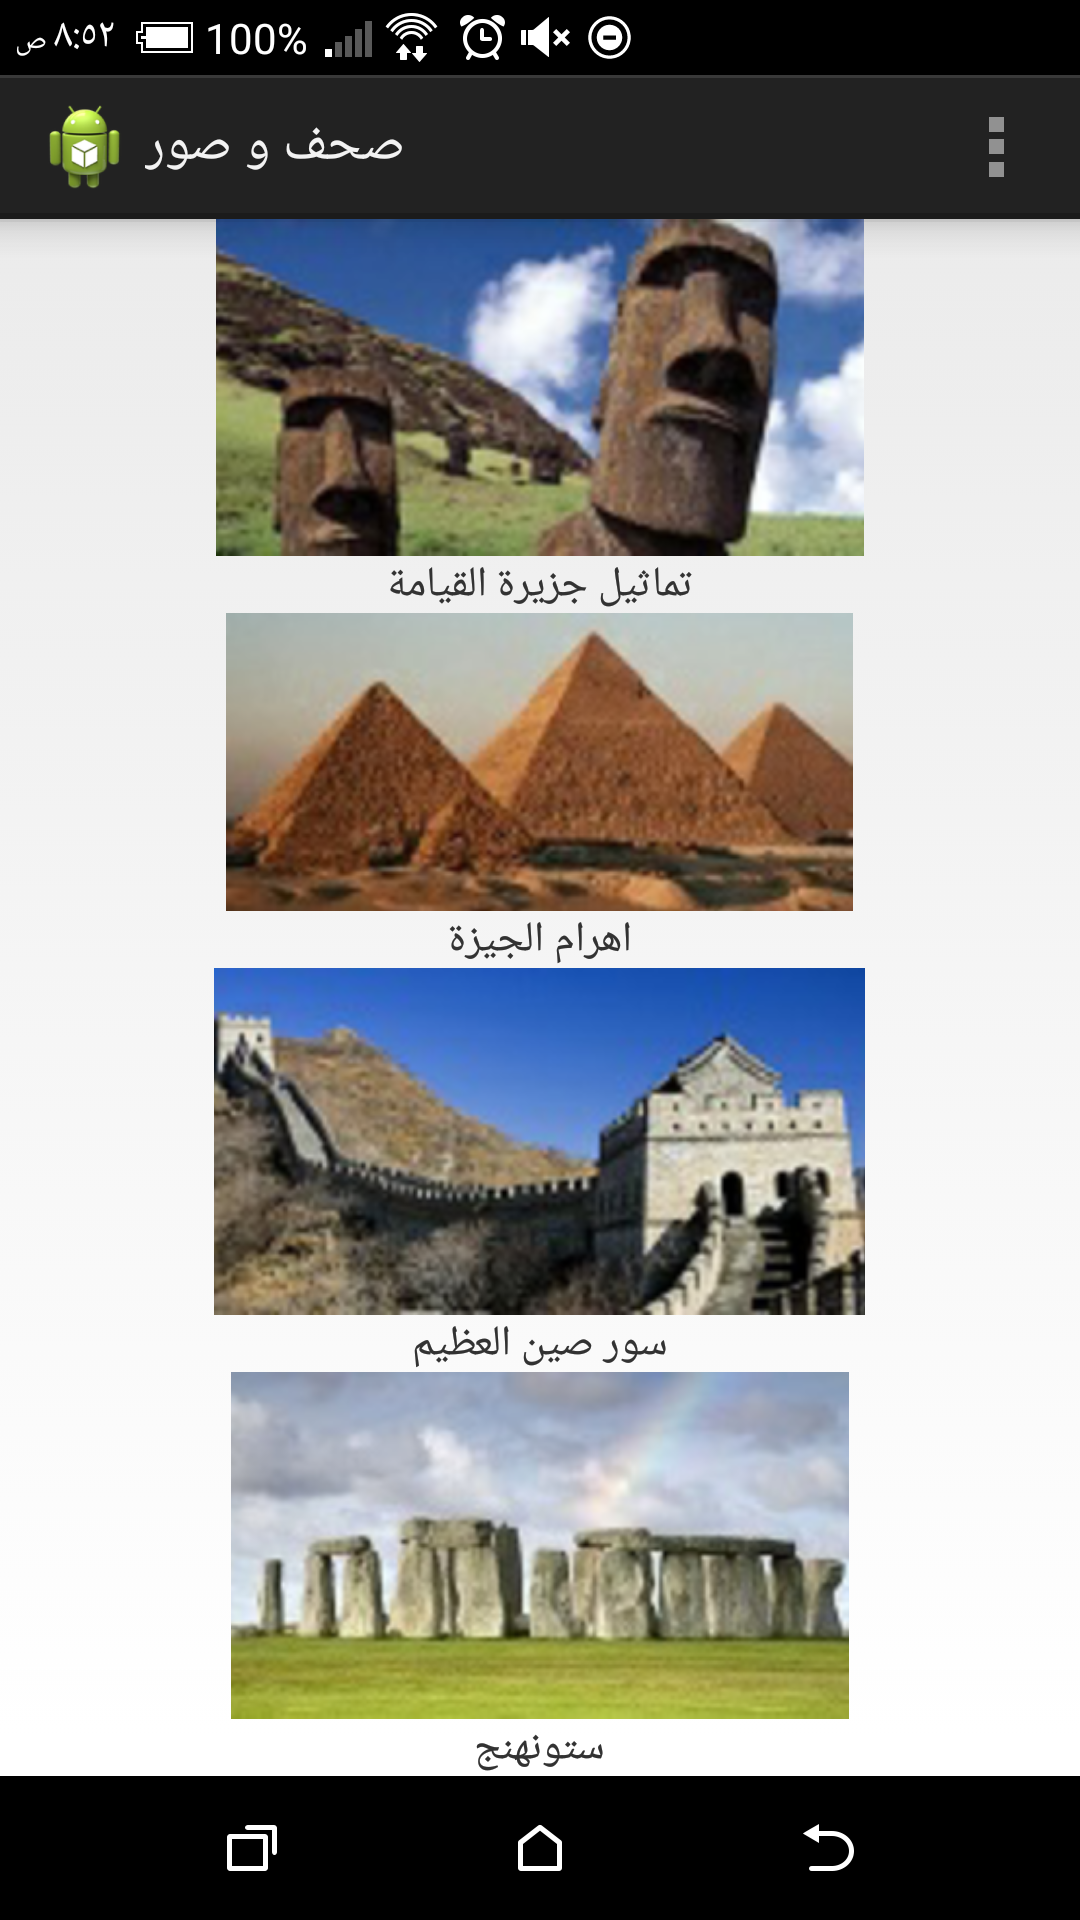 ٨:٥٢ ص 100%
صحف و صور
تماثيل جزيرة القيامة
اهرام الجيزة
سور صين العظيم
ستونهنج